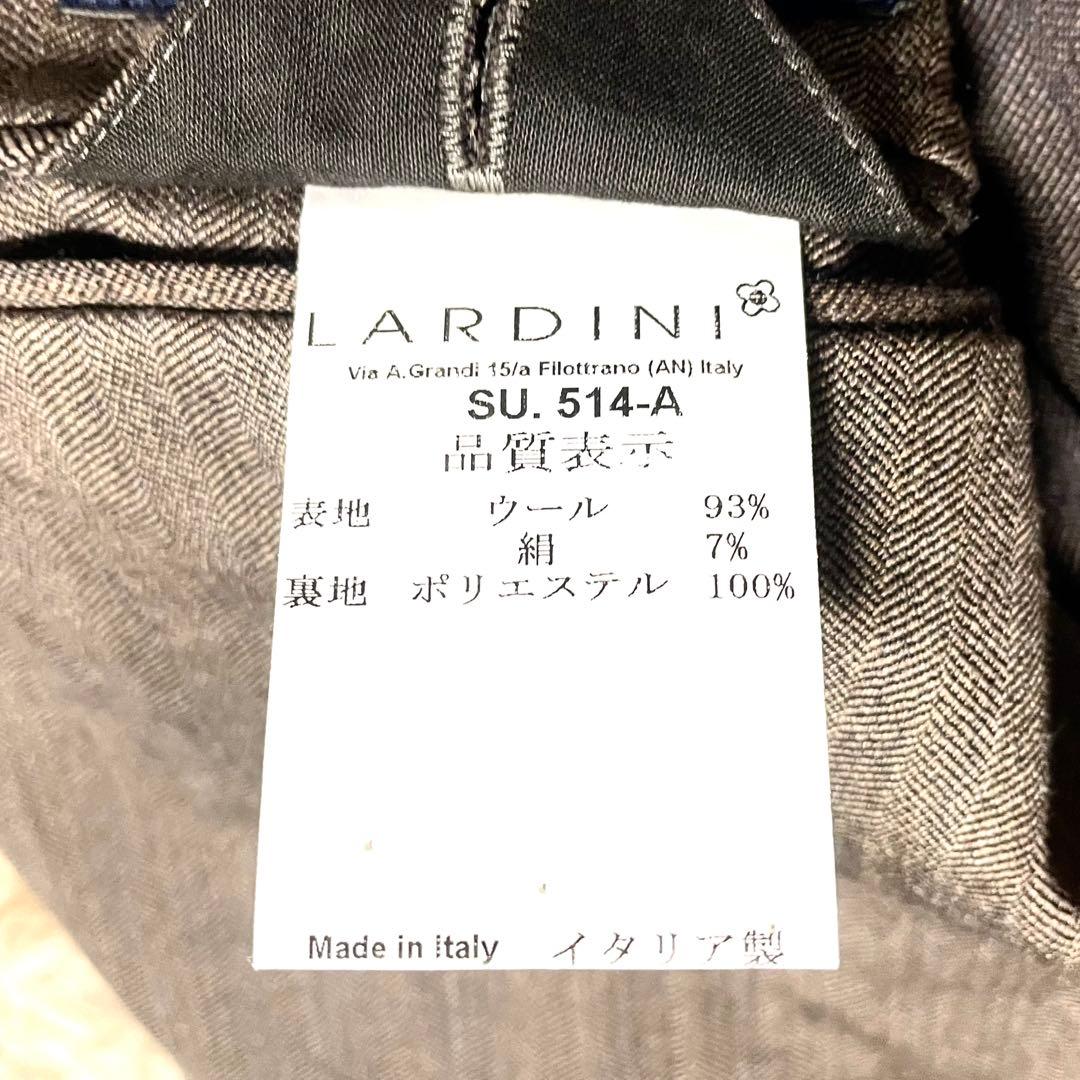 LARDINI
Via A.Grandi 15/a Filottrano (AN) Italy
SU. 514-A
品質表示
表地 ウール 93%
絹 7%
裏地 ポリエステル 100%
Made in Italy イタリア製